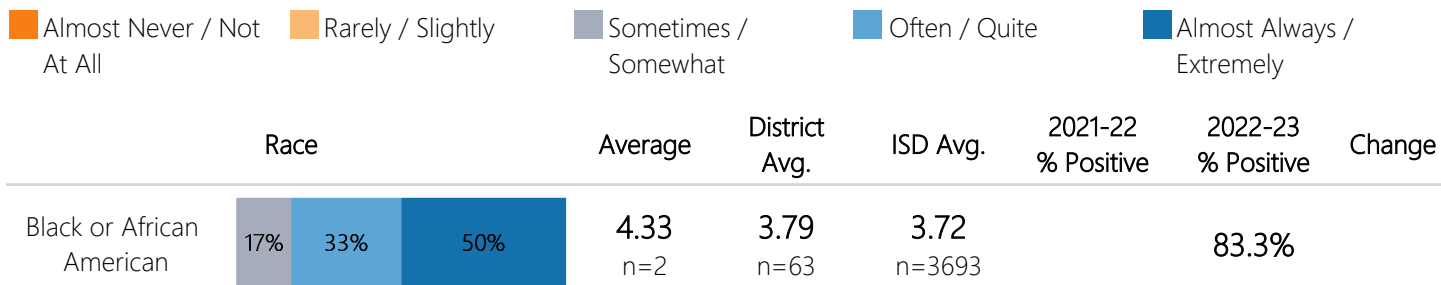 Almost Never / Not At All
Rarely / Slightly
Sometimes / Somewhat
Often / Quite
Almost Always / Extremely
Race
Average
District Avg.
ISD Avg.
2021-22 % Positive
2022-23 % Positive
Change
Black or African American
17%
33%
50%
4.33
n=2
3.79
n=63
3.72
n=3693
83.3%